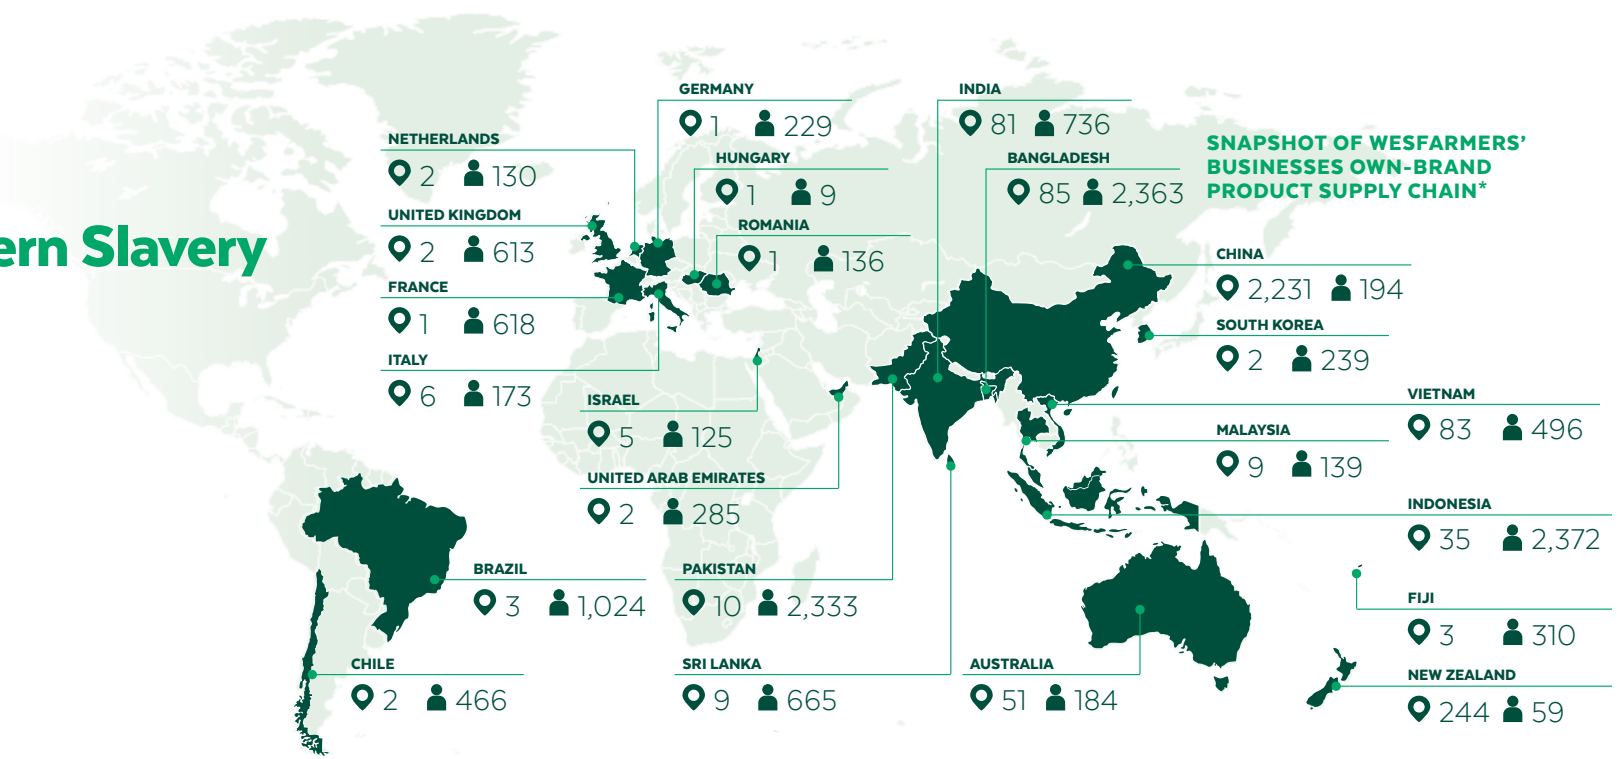 ern Slavery
SNAPSHOT OF WESFARMERS’
BUSINESSES OWN-BRAND
PRODUCT SUPPLY CHAIN*
GERMANY
1 229
INDIA
81 736
NETHERLANDS
2 130
HUNGARY
1 9
BANGLADESH
85 2,363
UNITED KINGDOM
2 613
ROMANIA
1 136
FRANCE
1 618
CHINA
2,231 194
SOUTH KOREA
2 239
ITALY
6 173
ISRAEL
5 125
VIETNAM
83 496
MALAYSIA
9 139
UNITED ARAB EMIRATES
2 285
INDONESIA
35 2,372
BRAZIL
3 1,024
PAKISTAN
10 2,333
FIJI
3 310
CHILE
2 466
SRI LANKA
9 665
AUSTRALIA
51 184
NEW ZEALAND
244 59